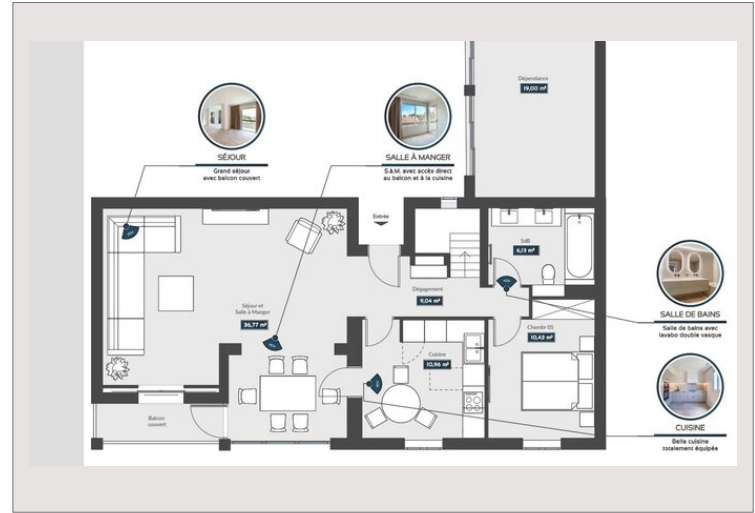 Dépendance
19,00 m²
SÉJOUR
Grand séjour
avec balcon couvert
SALLE À MANGER
S.à.M. avec accès direct
au balcon et à la cuisine
Entrée
SdB
6,13 m²
Dégagement
9,04 m²
Séjour et
Salle à Manger
36,77 m²
SALLE DE BAINS
Salle de bains avec
lavabo double vasque
Chambr 05
10,43 m²
Cuisine
10,96 m²
Balcon
couvert
CUISINE
Belle cuisine
totalement équipée